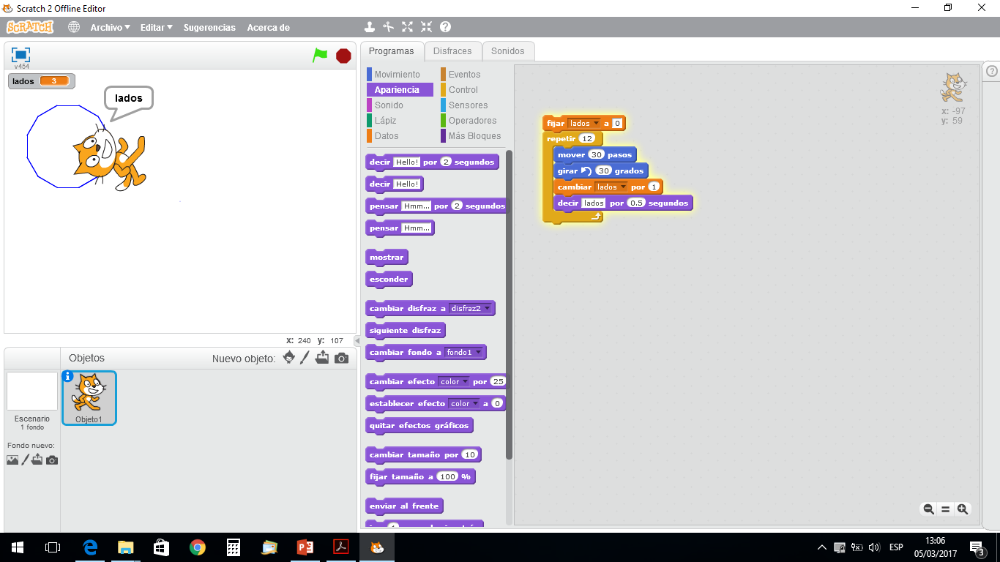 Scratch 2 Offline Editor
SCRATCH Archivo Editar Sugerencias Acerca de
v454
lados 3
lados
x: 240 y: 107
Objetos Nuevo objeto:
Escenario
1 fondo
Fondo nuevo:
Objeto1
Programas Disfraces Sonidos
Movimiento Eventos
Apariencia Control
Sonido Sensores
Lápiz Operadores
Datos Más Bloques
decir Hello! por 2 segundos
decir Hello!
pensar Hmm... por 2 segundos
pensar Hmm...
mostrar
esconder
cambiar disfraz a disfraz2
siguiente disfraz
cambiar fondo a fondo1
cambiar efecto color por 25
establecer efecto color a 0
quitar efectos gráficos
cambiar tamaño por 10
fijar tamaño a 100 %
enviar al frente
fijar lados a 0
repetir 12
mover 30 pasos
girar 30 grados
cambiar lados por 1
decir lados por 0.5 segundos
x: -97
y: 59
ESP
13:06
05/03/2017
3